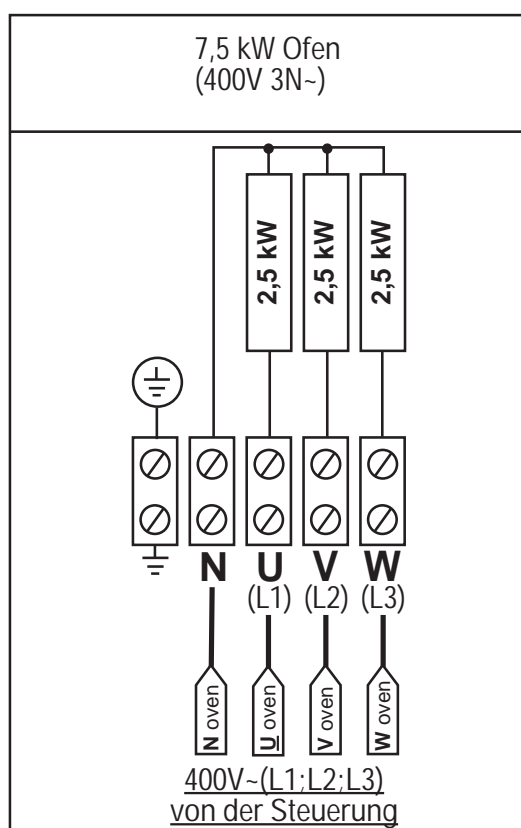 7,5 kW Ofen
(400V 3N~)
2,5 kW
2,5 kW
2,5 kW
N U V W
(L1) (L2) (L3)
N oven
U oven
V oven
W oven
400V~(L1;L2;L3)
von der Steuerung